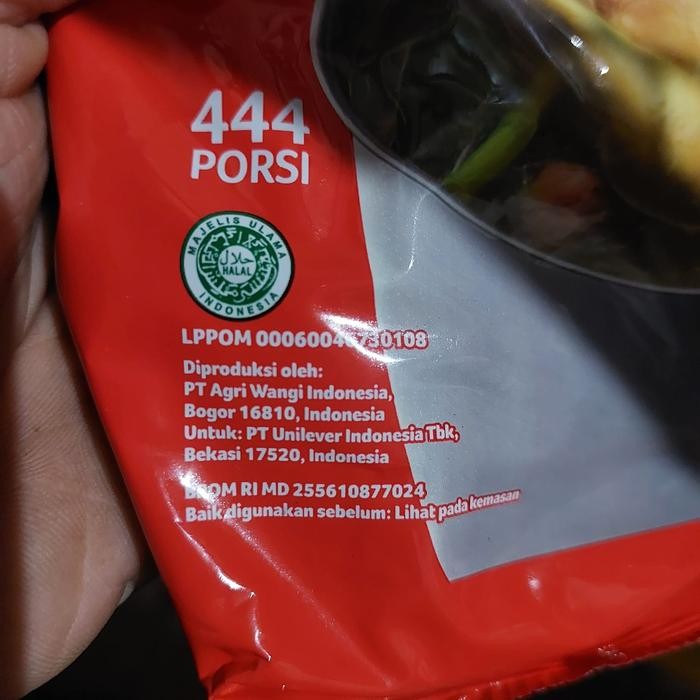 444
PORSI
MAJELIS ULAMA
حلال
HALAL
INDONESIA
LPPOM
Diproduksi oleh:
PT Agri Wangi Indonesia,
Bogor 16810, Indonesia
Untuk: PT Unilever Indonesia Tbk,
Bekasi 17520, Indonesia
BPOM RI MD 255610877024
Baik digunakan sebelum: Lihat pada kemasan